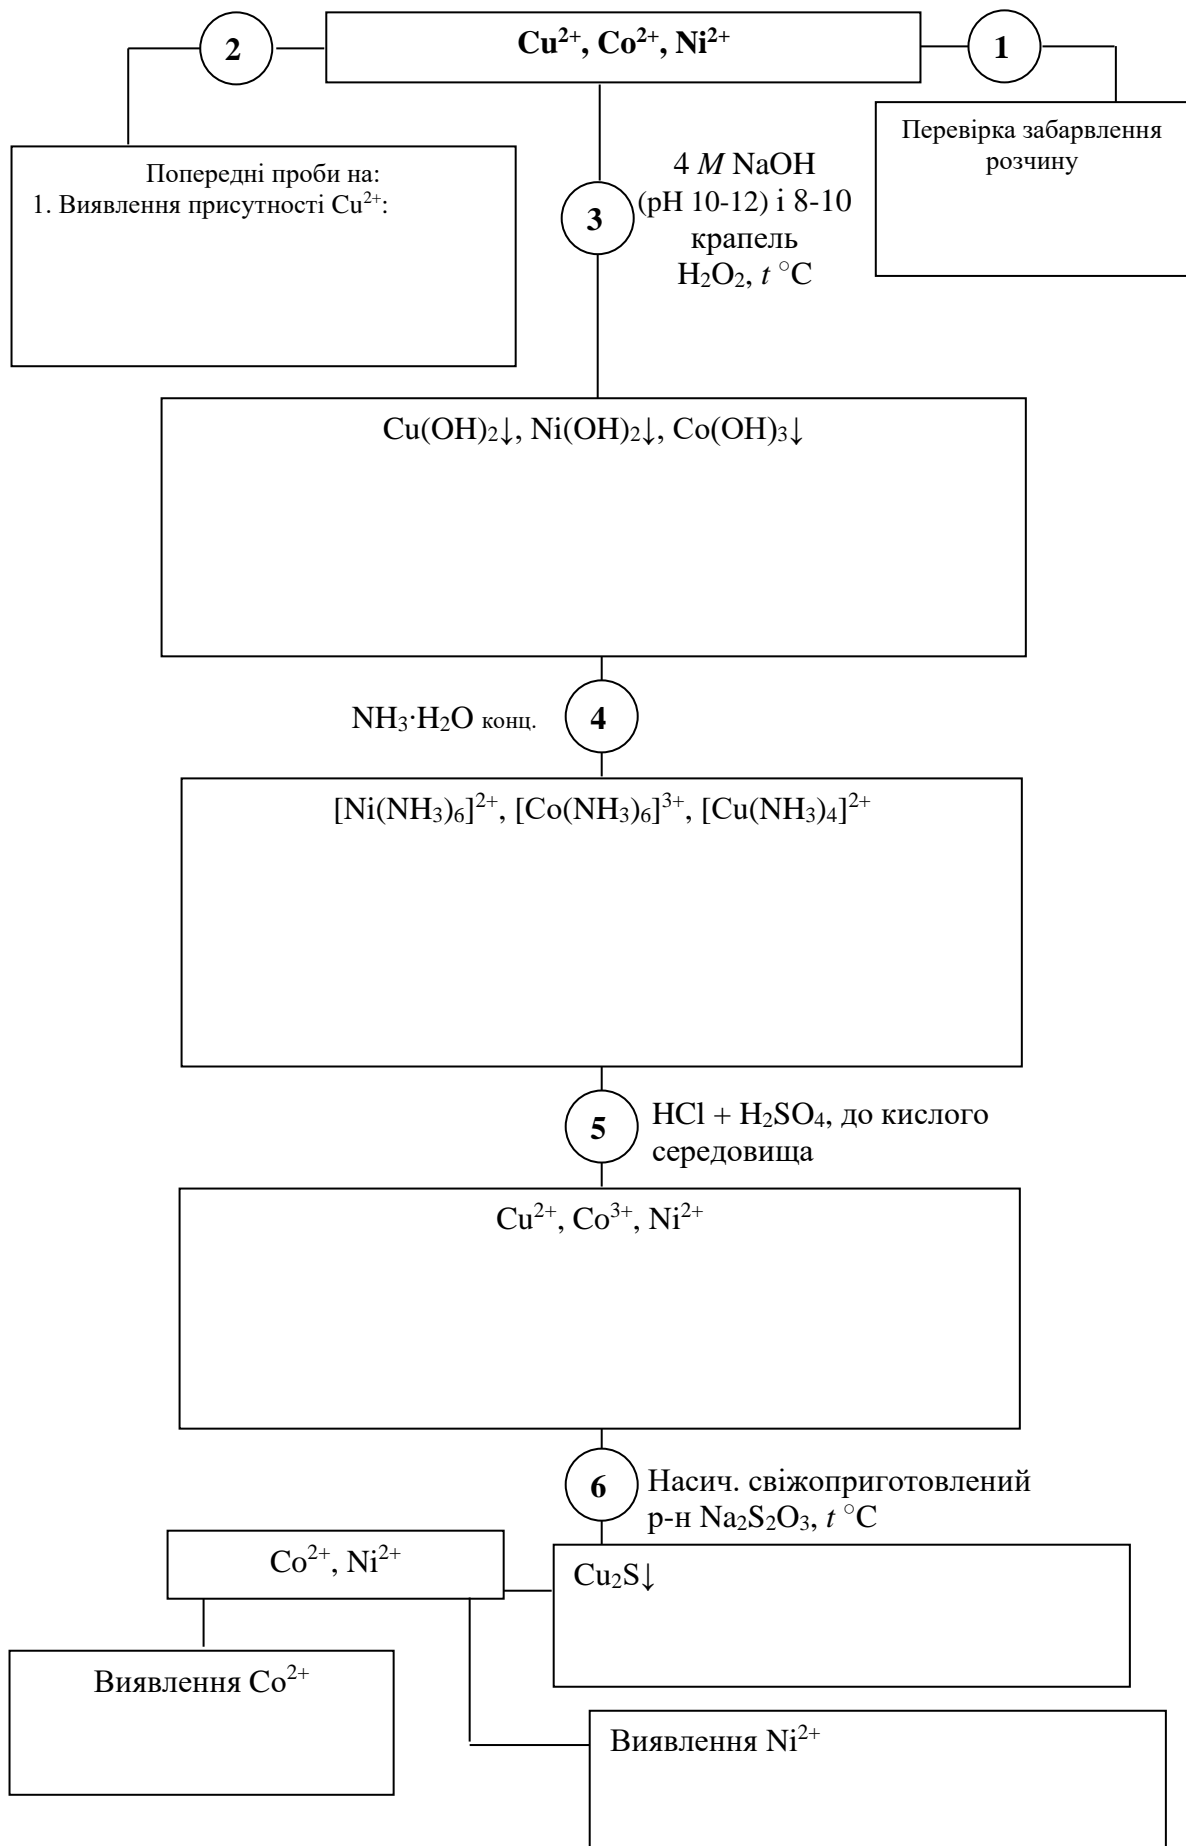 2
Cu²⁺, Co²⁺, Ni²⁺
1
Перевірка забарвлення
розчину
Попередні проби на:
1. Виявлення присутності Cu²⁺:
3
4 M NaOH
(pH 10-12) і 8-10
крапель
H₂O₂, t °C
Cu(OH)₂↓, Ni(OH)₂↓, Co(OH)₃↓
NH₃·H₂O конц.
4
[Ni(NH₃)₆]²⁺, [Co(NH₃)₆]³⁺, [Cu(NH₃)₄]²⁺
5
HCl + H₂SO₄, до кислого
середовища
Cu²⁺, Co³⁺, Ni²⁺
6
Насич. свіжоприготовлений
р-н Na₂S₂O₃, t °C
Co²⁺, Ni²⁺
Cu₂S↓
Виявлення Co²⁺
Виявлення Ni²⁺